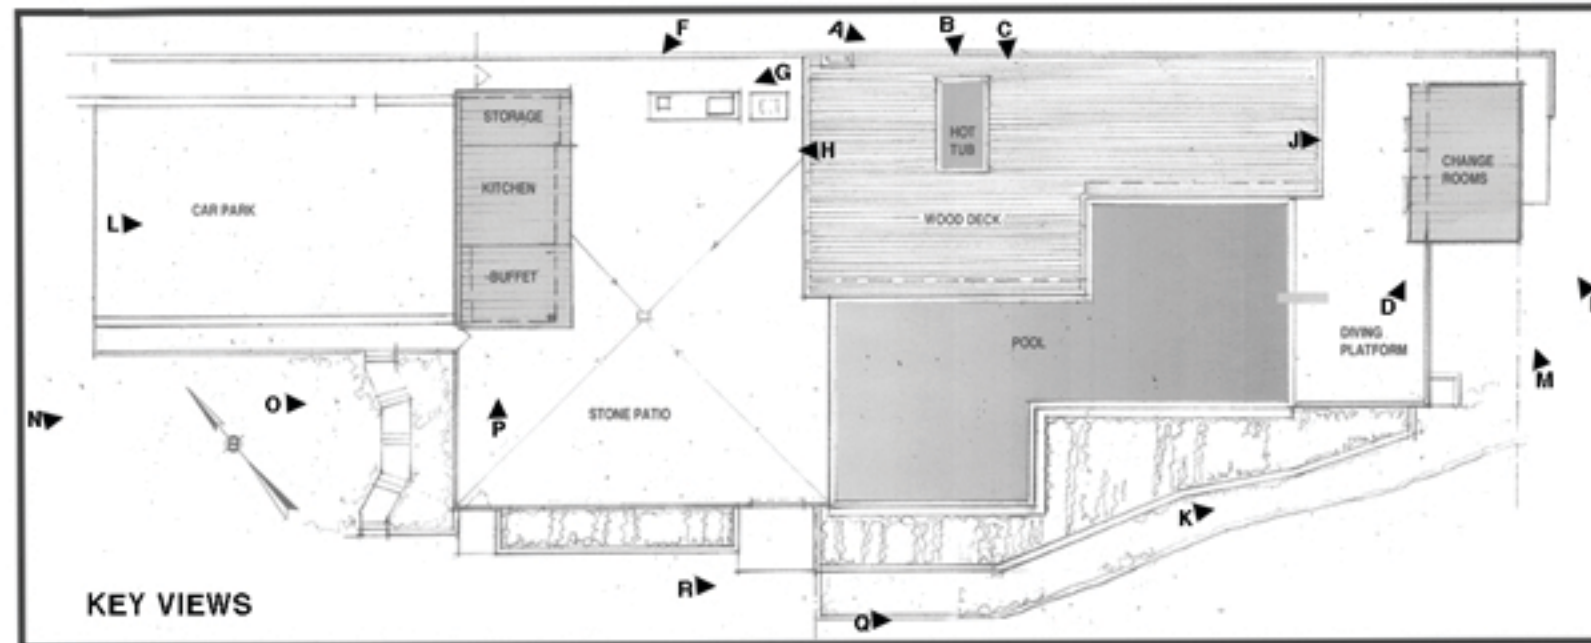 F
A
B
C
G
STORAGE
HOT
TUB
H
J
CHANGE
ROOMS
KITCHEN
CAR PARK
L
WOOD DECK
BUFFET
D
POOL
DIVING
PLATFORM
M
N
O
P
STONE PATIO
K
R
Q
KEY VIEWS